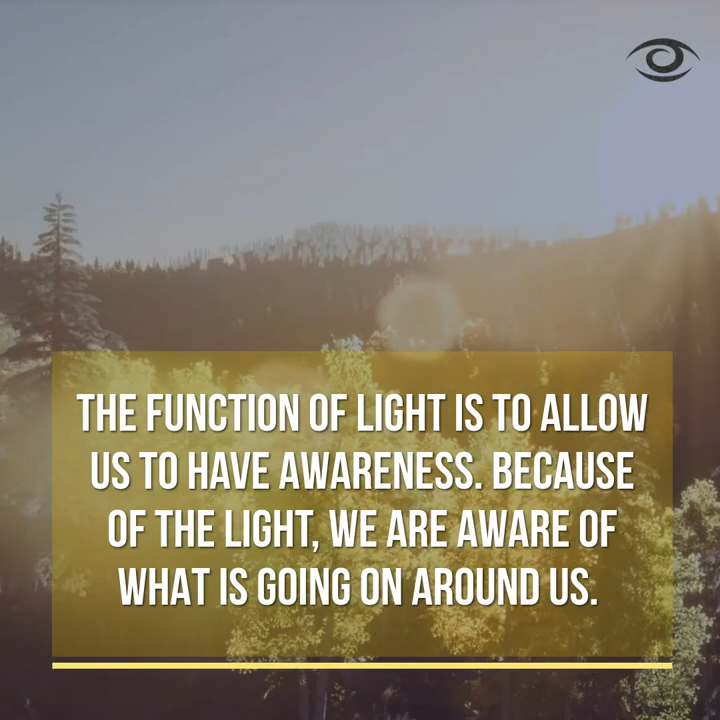 THE FUNCTION OF LIGHT IS TO ALLOW
US TO HAVE AWARENESS. BECAUSE
OF THE LIGHT, WE ARE AWARE OF
WHAT IS GOING ON AROUND US.